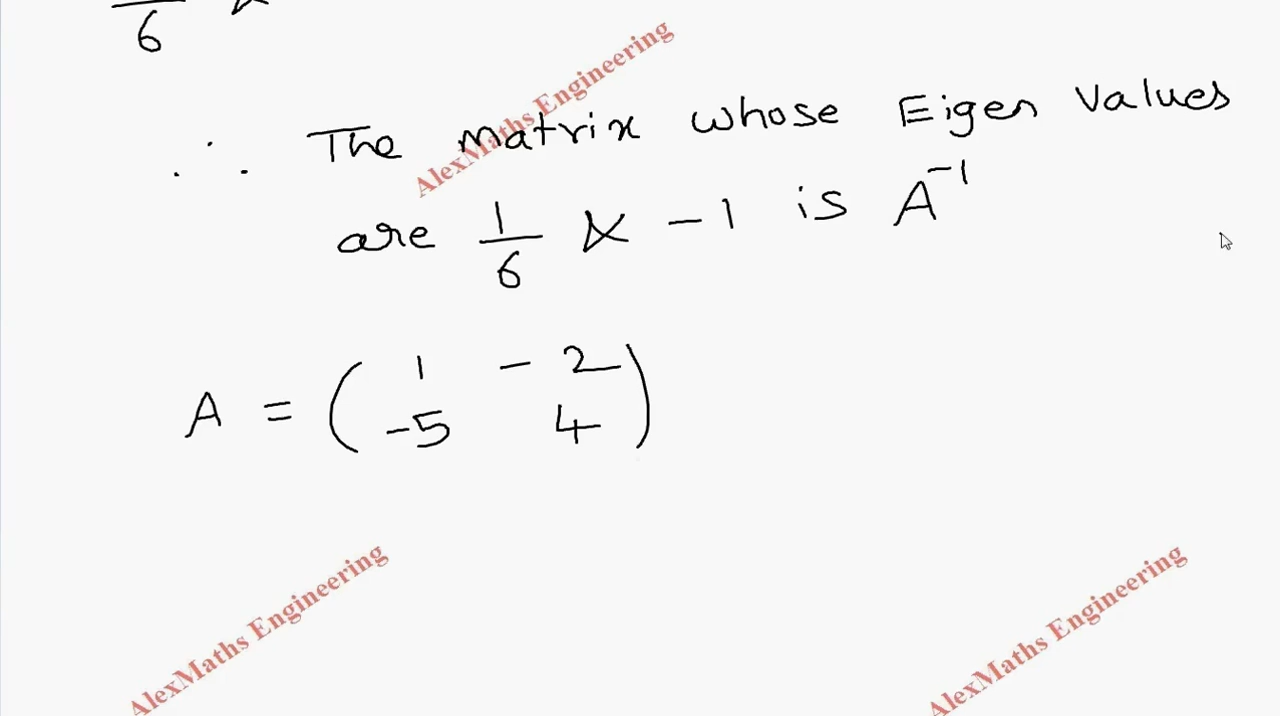 6
∴ The matrix whose Eigen values
are 1/6 & -1 is A^-1
A = ( 1 -2
-5 4 )
AlexMaths Engineering
AlexMaths Engineering
AlexMaths Engineering